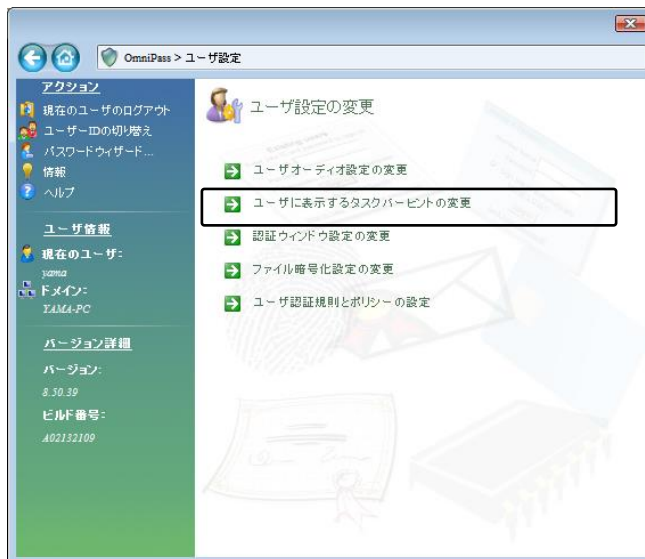 OmniPass > ユーザ設定
アクション
現在のユーザのログアウト
ユーザーIDの切り替え
パスワードウィザード...
情報
ヘルプ
ユーザ情報
現在のユーザ:
yama
ドメイン:
YAMA-PC
バージョン詳細
バージョン:
8.50.39
ビルド番号:
A02132109
ユーザ設定の変更
ユーザオーディオ設定の変更
ユーザに表示するタスクバーヒントの変更
認証ウィンドウ設定の変更
ファイル暗号化設定の変更
ユーザ認証規則とポリシーの設定